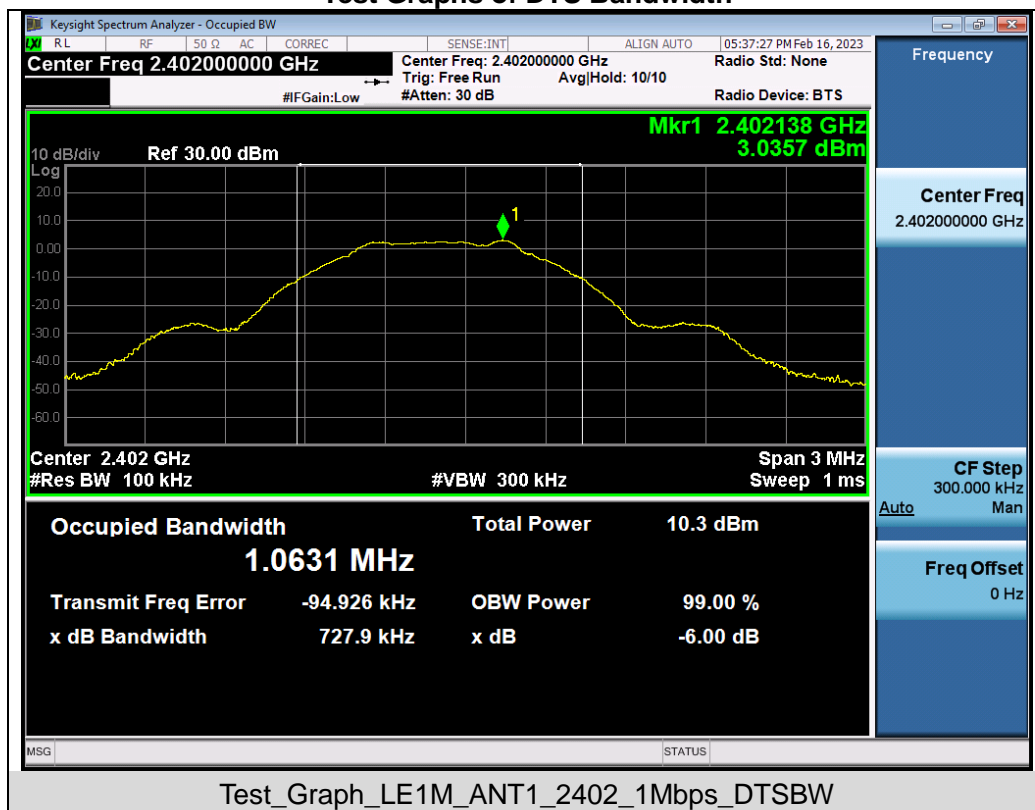 Test Graphs of DTS Bandwidth
Keysight Spectrum Analyzer - Occupied BW
LXI RL RF 50 Ω AC CORREC SENSE:INT ALIGN AUTO 05:37:27 PM Feb 16, 2023
Center Freq 2.402000000 GHz
Center Freq: 2.402000000 GHz
Radio Std: None
Trig: Free Run Avg|Hold: 10/10
#IFGain:Low
#Atten: 30 dB
Radio Device: BTS
Mkr1 2.402138 GHz
3.0357 dBm
10 dB/div Ref 30.00 dBm
Log
20.0
10.0
0.00
-10.0
-20.0
-30.0
-40.0
-50.0
-60.0
1
Center 2.402 GHz Span 3 MHz
#Res BW 100 kHz #VBW 300 kHz Sweep 1 ms
Occupied Bandwidth Total Power 10.3 dBm
1.0631 MHz
Transmit Freq Error -94.926 kHz OBW Power 99.00 %
x dB Bandwidth 727.9 kHz x dB -6.00 dB
Frequency
Center Freq
2.402000000 GHz
CF Step
300.000 kHz
Auto Man
Freq Offset
0 Hz
MSG STATUS
Test_Graph_LE1M_ANT1_2402_1Mbps_DTSBW